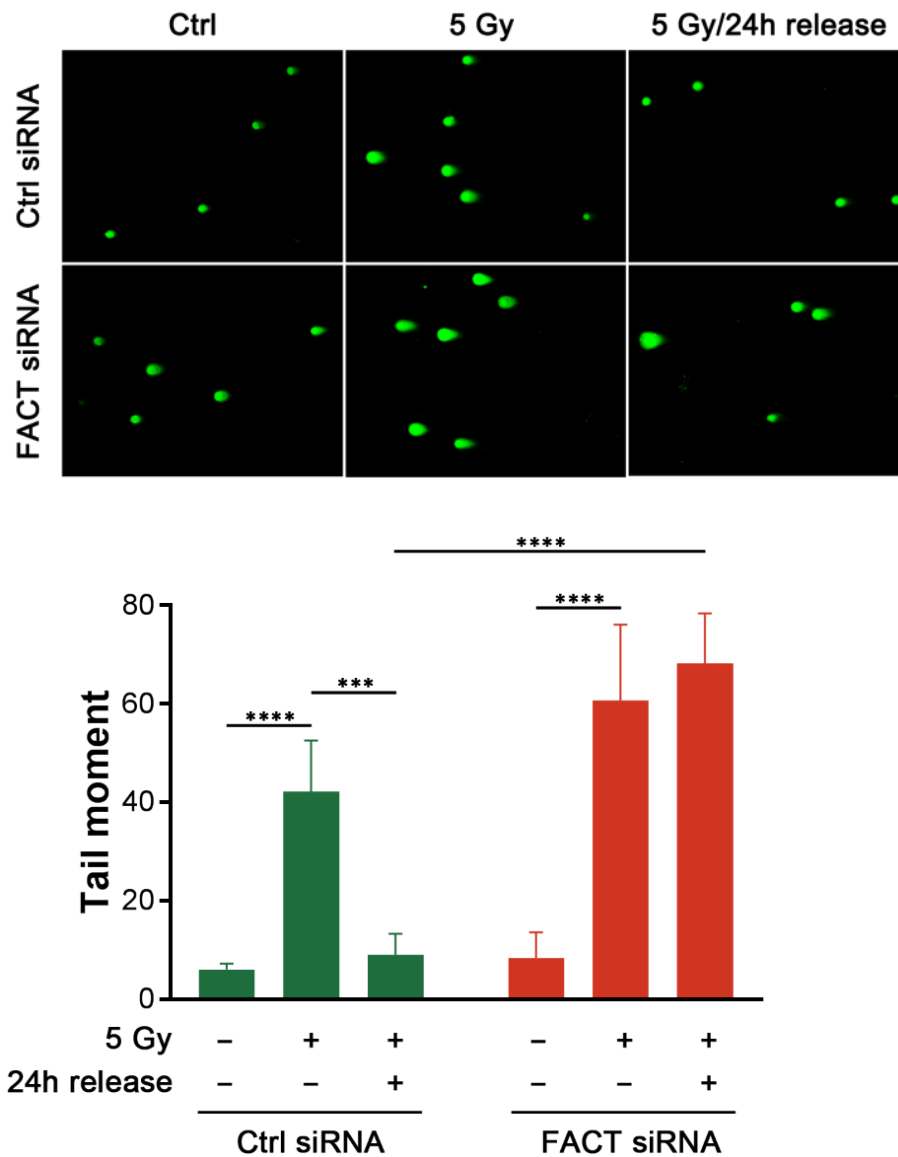 Ctrl 5 Gy 5 Gy/24h release
Ctrl siRNA
FACT siRNA
****
80 ****
60 ***
****
40
20
0
Tail moment
5 Gy – + + – + +
24h release – – + – – +
Ctrl siRNA FACT siRNA